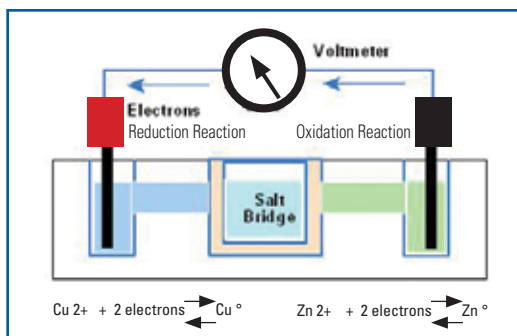 Voltmeter
Electrons
Reduction Reaction
Oxidation Reaction
Salt
Bridge
Cu 2+ + 2 electrons Cu °
Zn 2+ + 2 electrons Zn °